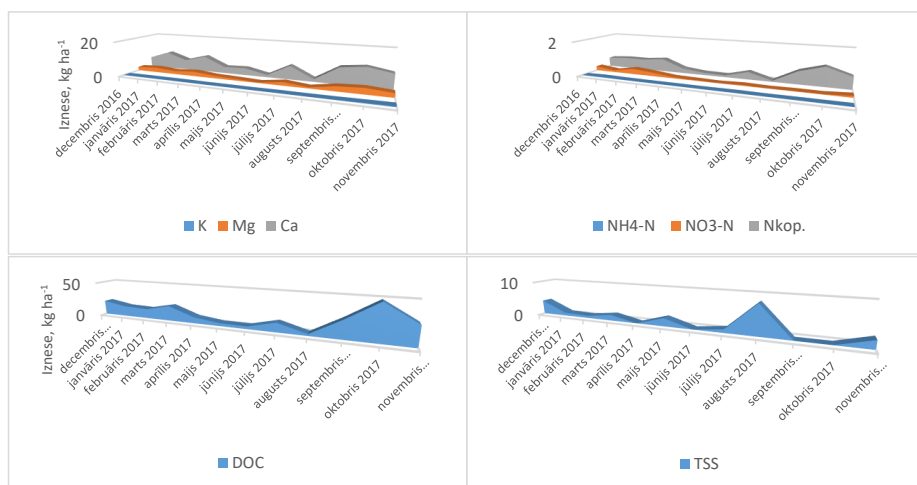 20
0
Iznese, kg ha-1
decembris 2016
janvāris 2017
februāris 2017
marts 2017
aprīlis 2017
maijs 2017
jūnijs 2017
jūlijs 2017
augusts 2017
septembris...
oktobris 2017
novembris 2017
K Mg Ca
2
0
decembris 2016
janvāris 2017
februāris 2017
marts 2017
aprīlis 2017
maijs 2017
jūnijs 2017
jūlijs 2017
augusts 2017
septembris...
oktobris 2017
novembris 2017
NH4-N NO3-N Nkop.
50
0
Iznese, kg ha-1
decembris...
janvāris 2017
februāris 2017
marts 2017
aprīlis 2017
maijs 2017
jūnijs 2017
jūlijs 2017
augusts 2017
septembris...
oktobris 2017
novembris...
DOC
10
0
decembris...
janvāris 2017
februāris 2017
marts 2017
aprīlis 2017
maijs 2017
jūnijs 2017
jūlijs 2017
augusts 2017
septembris...
oktobris 2017
novembris...
TSS